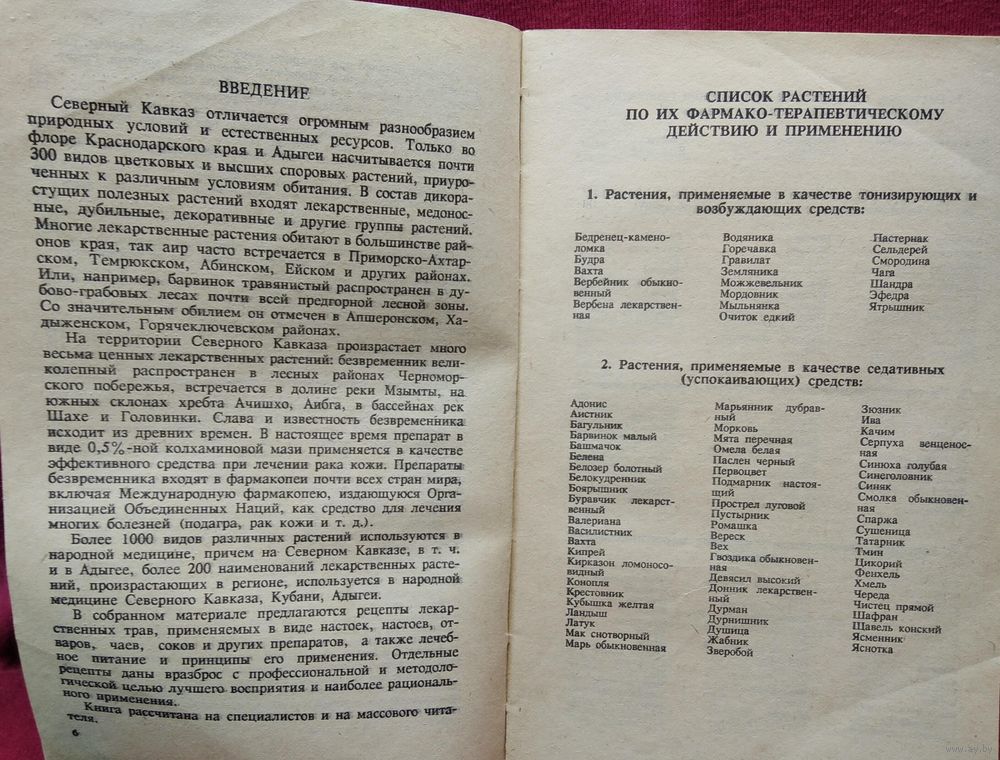 ВВЕДЕНИЕ
Северный Кавказ отличается огромным разнообразием
природных условий и естественных ресурсов. Только во
флоре Краснодарского края и Адыгеи насчитывается почти
300 видов цветковых и высших споровых растений, приуро-
ченных к различным условиям обитания. В состав дикора-
стущих полезных растений входят лекарственные, медонос-
ные, дубильные, декоративные и другие группы растений.
Многие лекарственные растения обитают в большинстве рай-
онов края, так аир часто встречается в Приморско-Ахтар-
ском, Темрюкском, Абинском, Ейском и других районах.
Или, например, барвинок травянистый распространен в ду-
бово-грабовых лесах почти всей предгорной лесной зоны.
Со значительным обилием он отмечен в Апшеронском, Ха-
дыженском, Горячеключевском районах.
На территории Северного Кавказа произрастает много
весьма ценных лекарственных растений: безвременник вели-
колепный распространен в лесных районах Черномор-
ского побережья, встречается в долине реки Мзымты, на
южных склонах хребта Ачишхо, Аибга, в бассейнах рек
Шахе и Головинки. Слава и известность безвременника
исходит из древних времен. В настоящее время препарат в
виде 0,5%-ной колхаминовой мази применяется в качестве
эффективного средства при лечении рака кожи. Препараты
безвременника входят в фармакопеи почти всех стран мира,
включая Международную фармакопею, издающуюся Орга-
низацией Объединенных Наций, как средство для лечения
многих болезней (подагра, рак кожи и т. д.).
Более 1000 видов различных растений используются в
народной медицине, причем на Северном Кавказе, в т. ч.
и в Адыгее, более 200 наименований лекарственных расте-
ний, произрастающих в регионе, используется в народной
медицине Северного Кавказа, Кубани, Адыгеи.
В собранном материале предлагаются рецепты лекар-
ственных трав, применяемых в виде настоек, настоев, от-
варов, чаев, соков и других препаратов, а также лечеб-
ное питание и принципы его применения. Отдельные
рецепты даны вразброс с профессиональной и методоло-
гической целью лучшего восприятия и наиболее рациональ-
ного применения.
Книга рассчитана на специалистов и на массового чита-
теля.
6
СПИСОК РАСТЕНИЙ
ПО ИХ ФАРМАКО-ТЕРАПЕВТИЧЕСКОМУ
ДЕЙСТВИЮ И ПРИМЕНЕНИЮ
1. Растения, применяемые в качестве тонизирующих и
возбуждающих средств:
Бедренец-камено-
ломка
Будра
Вахта
Вербейник обыкно-
венный
Вербена лекарствен-
ная
Водяника
Горечавка
Гравилат
Земляника
Можжевельник
Мордовник
Мыльнянка
Очиток едкий
Пастернак
Сельдерей
Смородина
Чага
Шандра
Эфедра
Ятрышник
2. Растения, применяемые в качестве седативных
(успокаивающих) средств:
Адонис
Аистник
Багульник
Барвинок малый
Башмачок
Белена
Белозер болотный
Белокудренник
Боярышник
Буравчик лекарст-
венный
Валериана
Василистник
Вахта
Кипрей
Кирказон ломоносо-
видный
Конопля
Крестовник
Кубышка желтая
Ландыш
Латук
Мак снотворный
Марь обыкновенная
Марьянник дубрав-
ный
Морковь
Мята перечная
Омела белая
Паслен черный
Первоцвет
Подмарник настоя-
щий
Прострел луговой
Пустырник
Ромашка
Вереск
Вех
Гвоздика обыкновен-
ная
Девясил высокий
Донник лекарствен-
ный
Дурман
Дурнишник
Душица
Жабник
Зверобой
Зюзник
Ива
Качим
Серпуха венценос-
ная
Синюха голубая
Синеголовник
Синяк
Смолка обыкновен-
ная
Спаржа
Сушеница
Татарник
Тмин
Цикорий
Фенхель
Хмель
Череда
Чистец прямой
Шафран
Щавель конский
Ясменник
Яснотка
www.ay.by